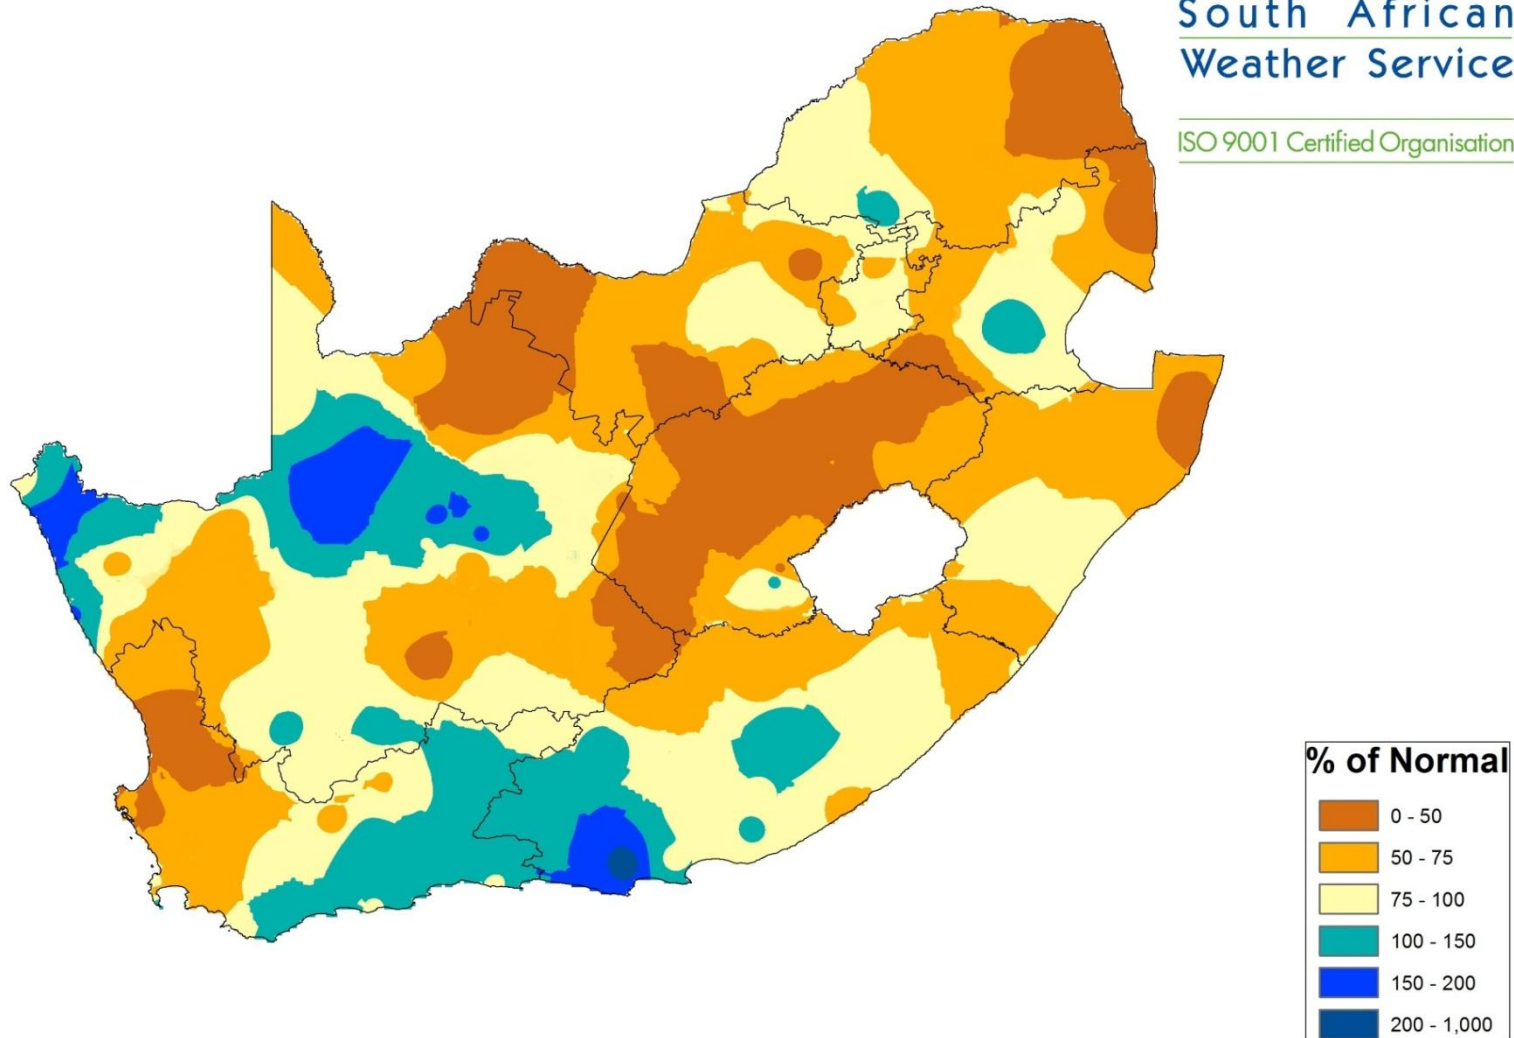 South African
Weather Service
ISO 9001 Certified Organisation
% of Normal
0 - 50
50 - 75
75 - 100
100 - 150
150 - 200
200 - 1,000